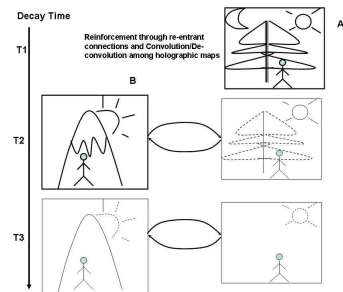 Decay Time
A
T1
Reinforcement through re-entrant
connections and Convolution/De-
convolution among holographic maps
B
T2
T3